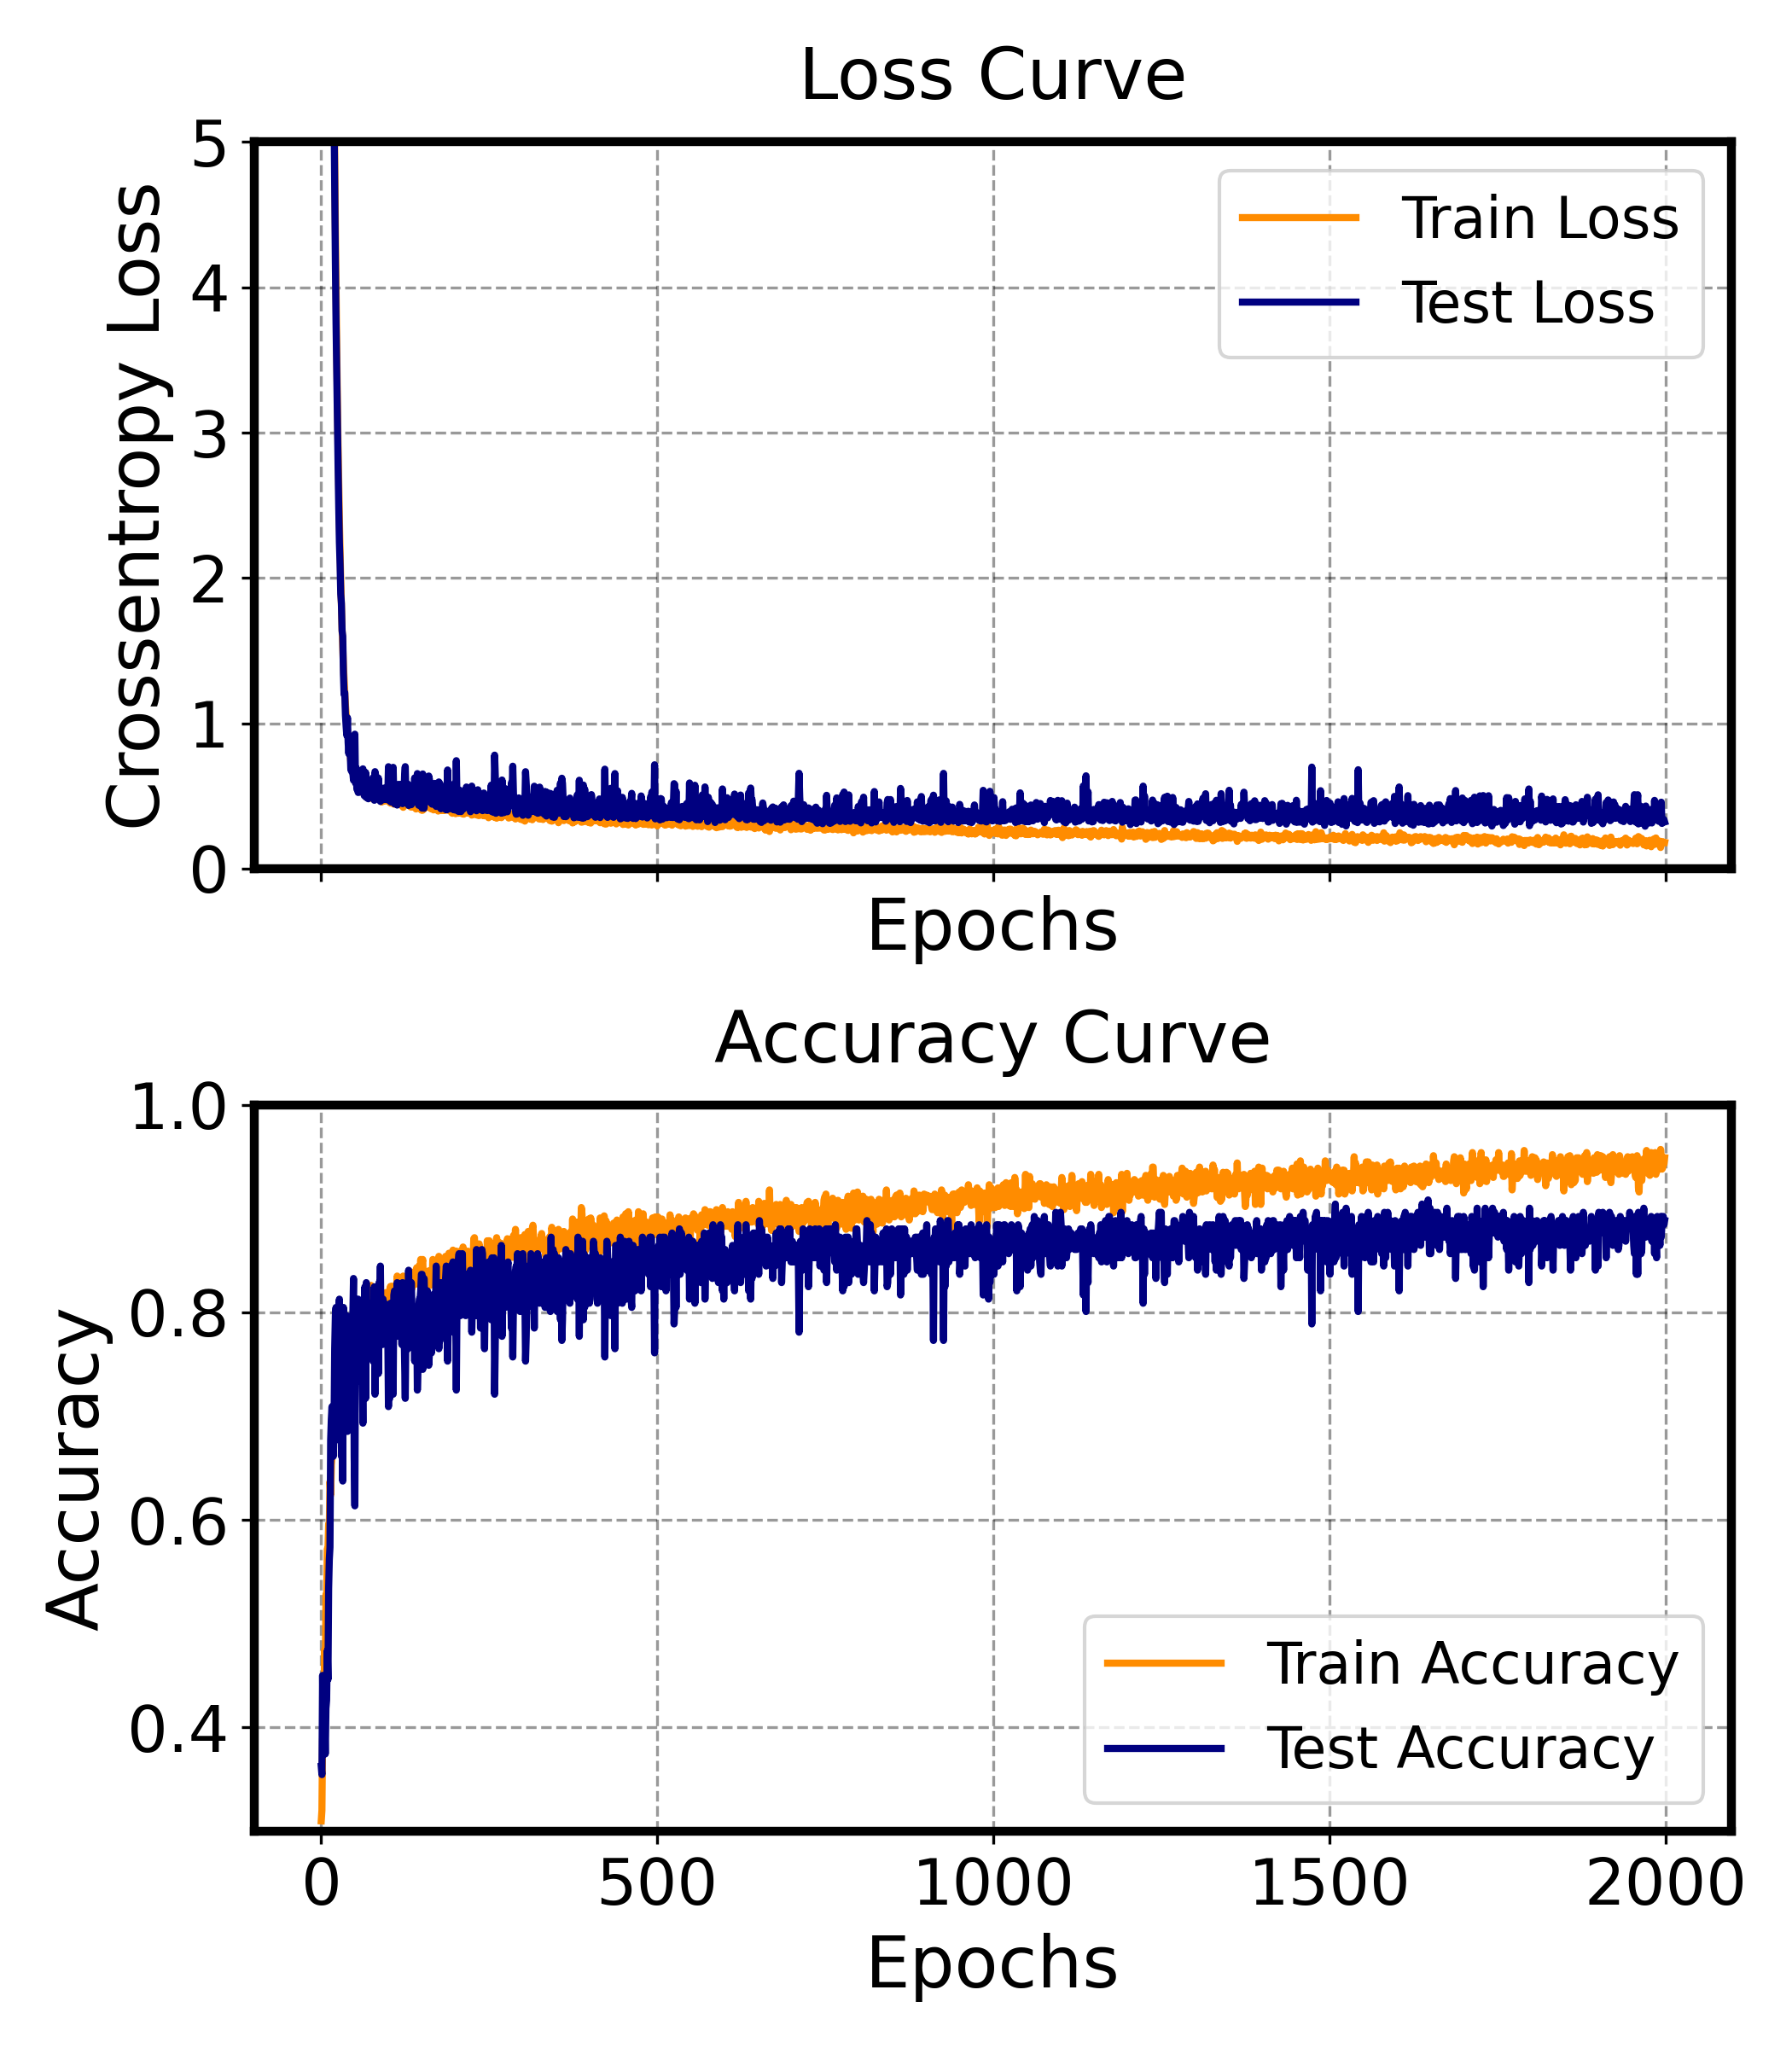 Loss Curve
Crossentropy Loss
5
4
3
2
1
0
Train Loss
Test Loss
Epochs
Accuracy Curve
Accuracy
1.0
0.8
0.6
0.4
Train Accuracy
Test Accuracy
0 500 1000 1500 2000
Epochs